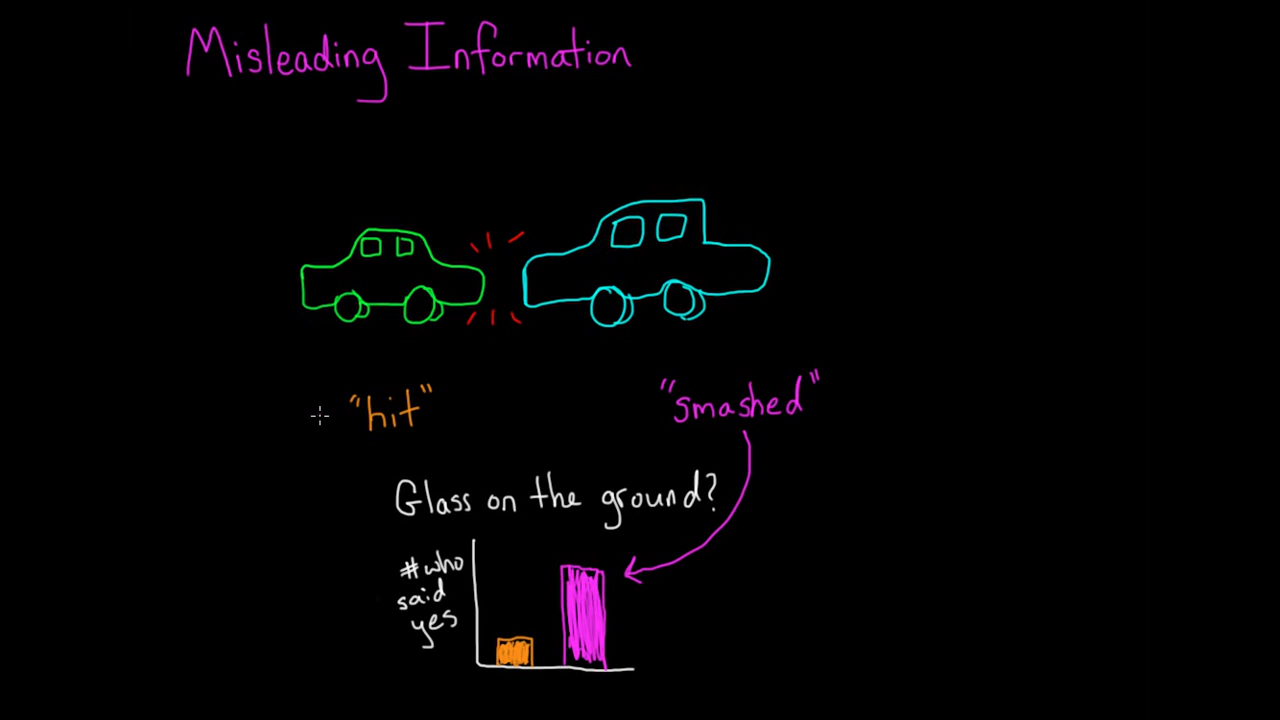 Misleading Information
"hit"
"smashed"
Glass on the ground?
#who
said
yes